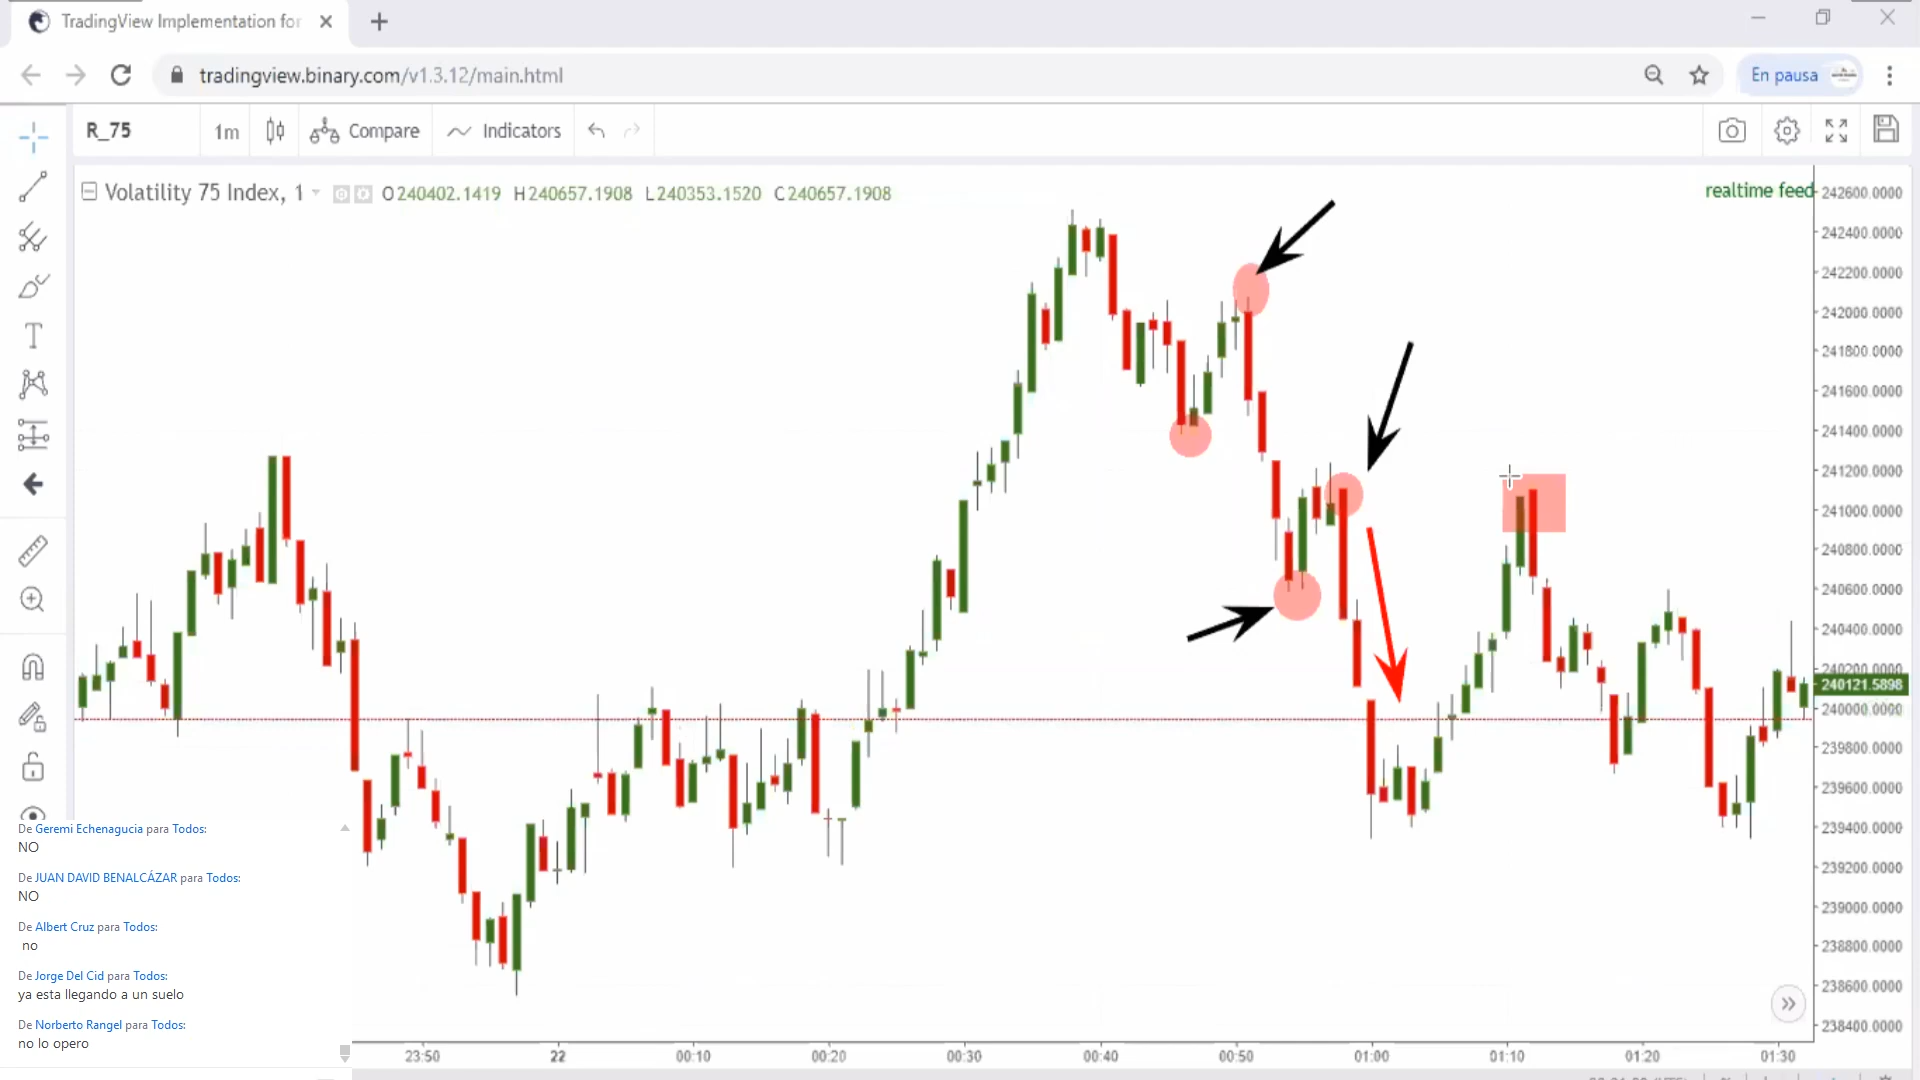 TradingView Implementation for
tradingview.binary.com/v1.3.12/main.html
En pausa
R_75
1m
Compare
Indicators
Volatility 75 Index, 1
O240402.1419 H240657.1908 L240353.1520 C240657.1908
realtime feed
242600.0000
242400.0000
242200.0000
242000.0000
241800.0000
241600.0000
241400.0000
241200.0000
241000.0000
240800.0000
240600.0000
240400.0000
240200.0000
240121.5898
240000.0000
239800.0000
239600.0000
239400.0000
239200.0000
239000.0000
238800.0000
238600.0000
238400.0000
De Geremi Echenagucia para Todos:
NO
De JUAN DAVID BENALCÁZAR para Todos:
NO
De Albert Cruz para Todos:
no
De Jorge Del Cid para Todos:
ya esta llegando a un suelo
De Norberto Rangel para Todos:
no lo opero
23:50 22 00:10 00:20 00:30 00:40 00:50 01:00 01:10 01:20 01:30